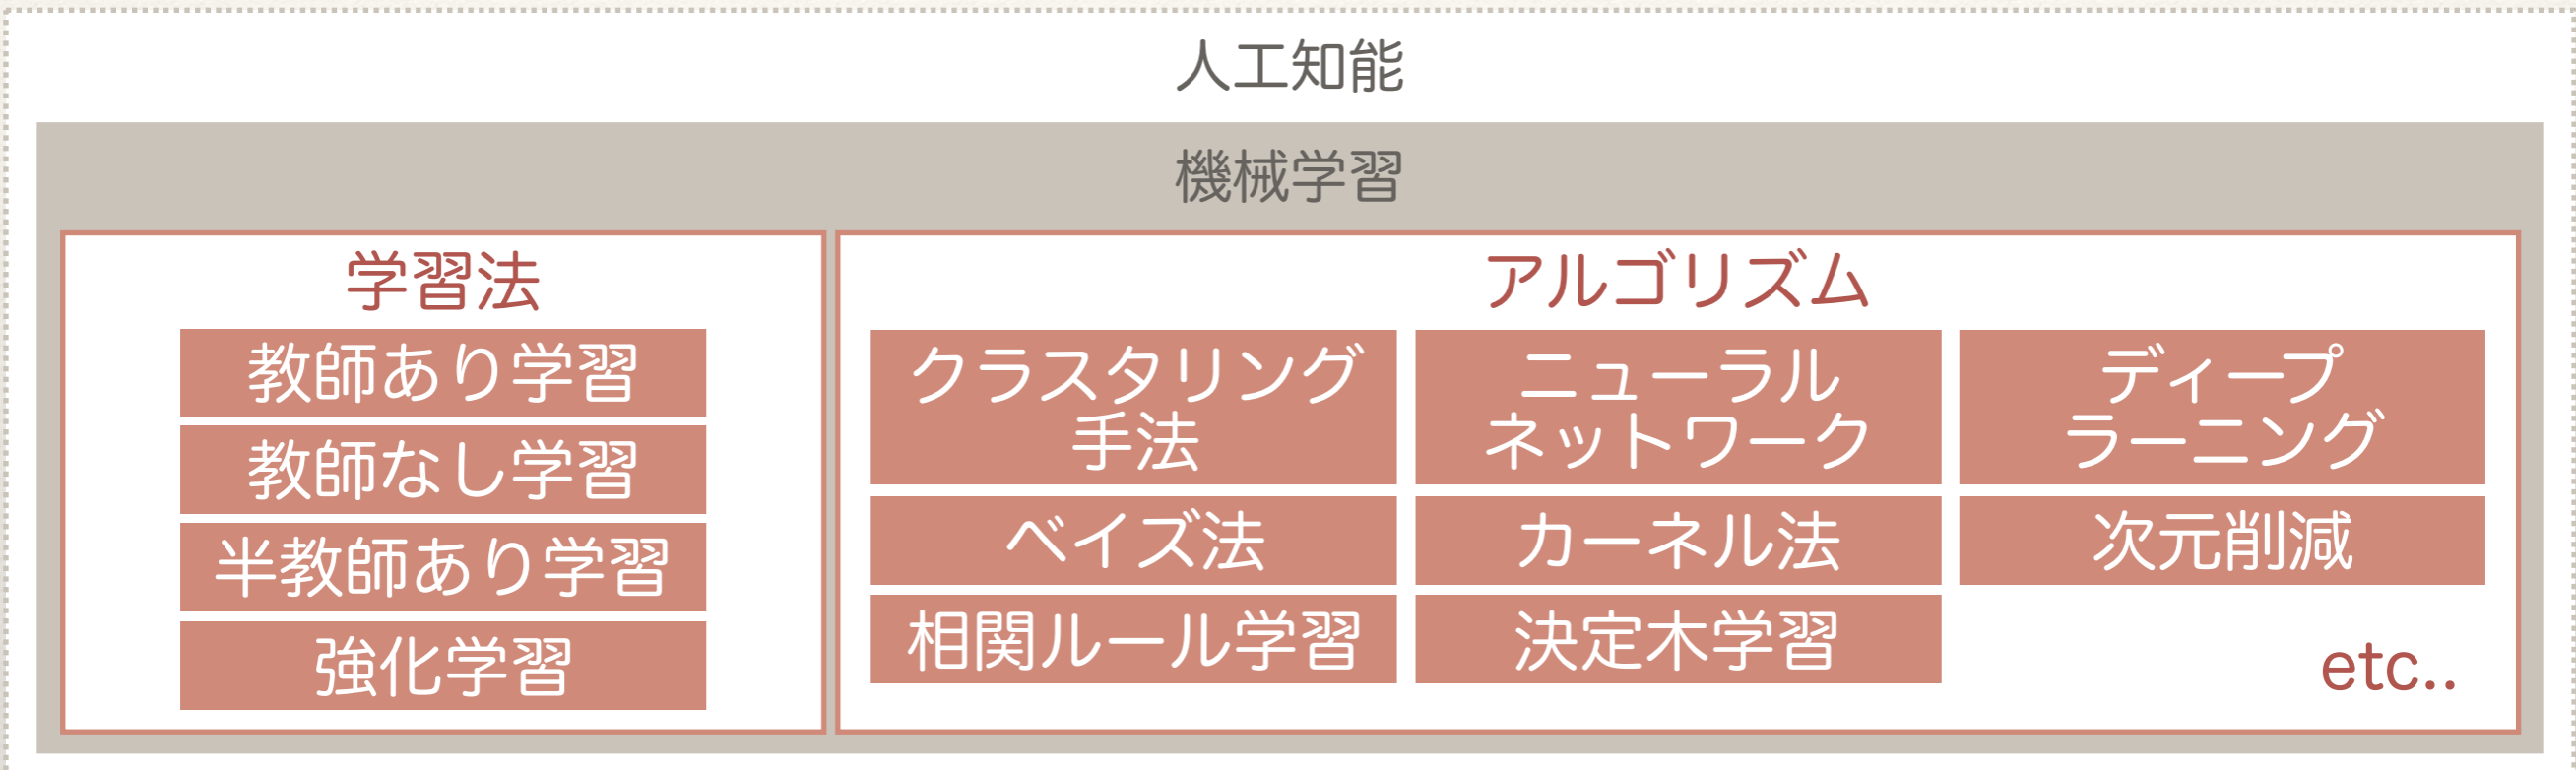 人工知能
機械学習
学習法
教師あり学習
教師なし学習
半教師あり学習
強化学習
アルゴリズム
クラスタリング
手法
ニューラル
ネットワーク
ディープ
ラーニング
ベイズ法
カーネル法
次元削減
相関ルール学習
決定木学習
etc..